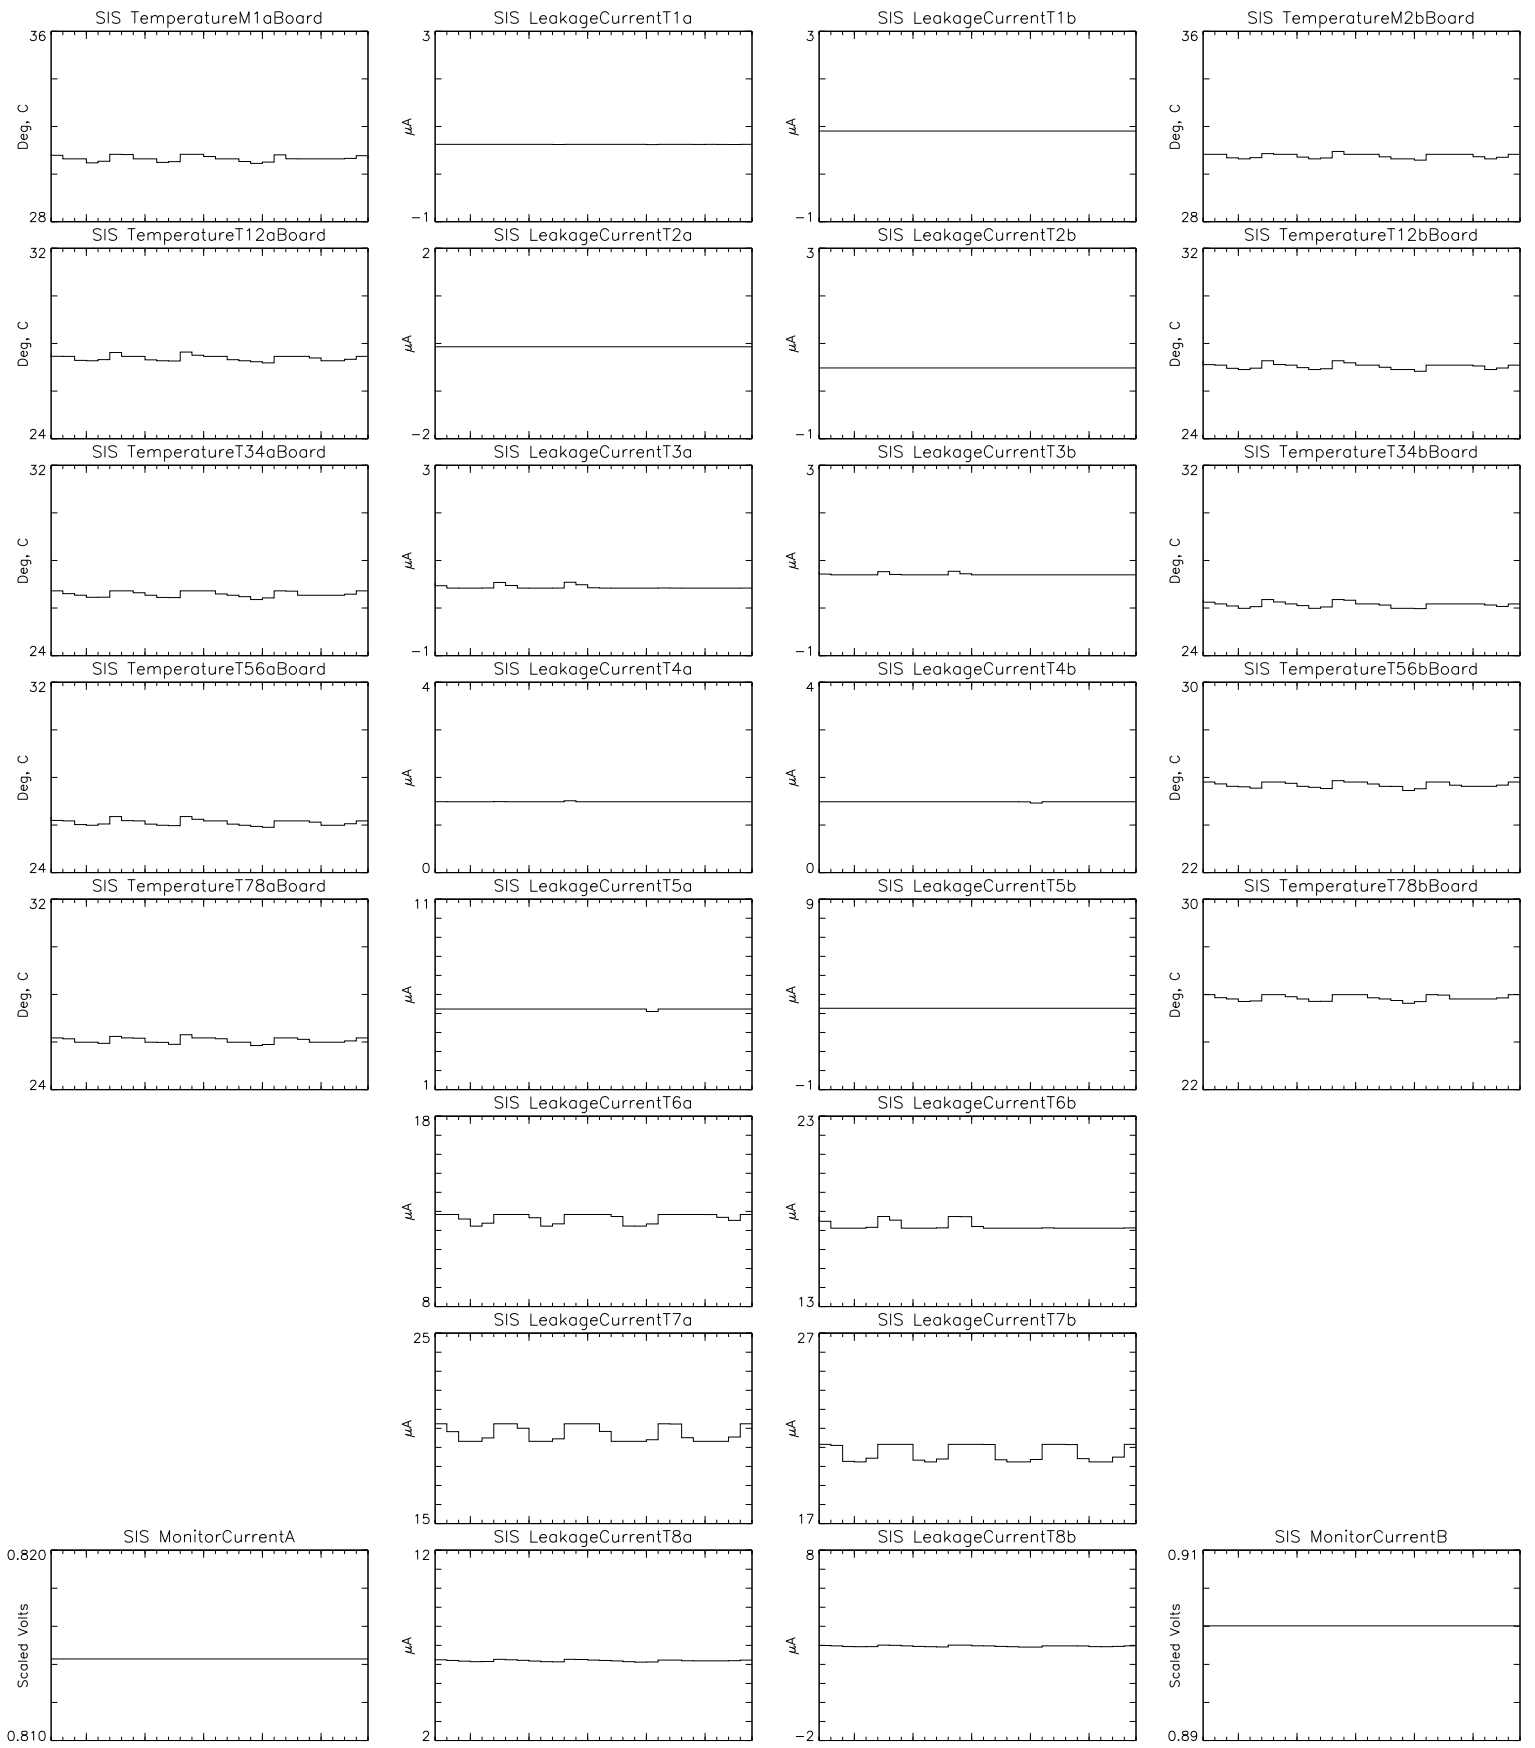 SIS TemperatureM1aBoard
36
Deg, C
28
SIS LeakageCurrentT1a
3
μA
−1
SIS LeakageCurrentT1b
3
μA
−1
SIS TemperatureM2bBoard
36
Deg, C
28
SIS TemperatureT12aBoard
32
Deg, C
24
SIS LeakageCurrentT2a
2
μA
−2
SIS LeakageCurrentT2b
3
μA
−1
SIS TemperatureT12bBoard
32
Deg, C
24
SIS TemperatureT34aBoard
32
Deg, C
24
SIS LeakageCurrentT3a
3
μA
−1
SIS LeakageCurrentT3b
3
μA
−1
SIS TemperatureT34bBoard
32
Deg, C
24
SIS TemperatureT56aBoard
32
Deg, C
24
SIS LeakageCurrentT4a
4
μA
0
SIS LeakageCurrentT4b
4
μA
0
SIS TemperatureT56bBoard
30
Deg, C
22
SIS TemperatureT78aBoard
32
Deg, C
24
SIS LeakageCurrentT5a
11
μA
1
SIS LeakageCurrentT5b
9
μA
−1
SIS TemperatureT78bBoard
30
Deg, C
22
SIS LeakageCurrentT6a
18
μA
8
SIS LeakageCurrentT6b
23
μA
13
SIS LeakageCurrentT7a
25
μA
15
SIS LeakageCurrentT7b
27
μA
17
SIS MonitorCurrentA
0.820
Scaled Volts
0.810
SIS LeakageCurrentT8a
12
μA
2
SIS LeakageCurrentT8b
8
μA
−2
SIS MonitorCurrentB
0.91
Scaled Volts
0.89